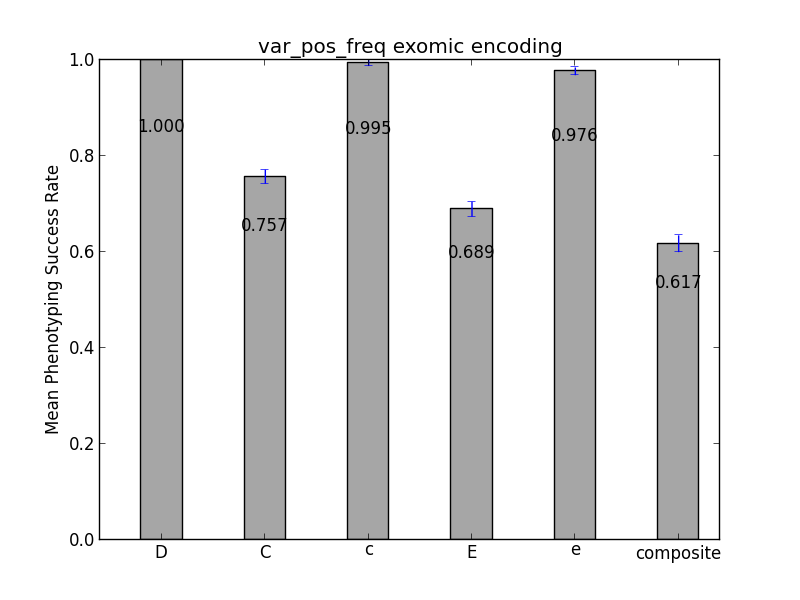 var_pos_freq exomic encoding
Mean Phenotyping Success Rate
1.0
0.8
0.6
0.4
0.2
0.0
1.000
0.757
0.995
0.689
0.976
0.617
D
C
c
E
e
composite